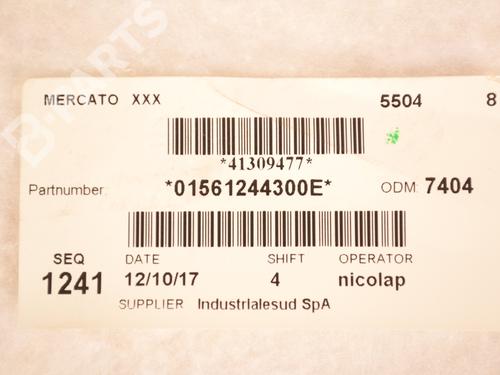 MERCATO XXX 5504 8
*41309477*
Partnumber: *01561244300E* ODM: 7404
SEQ DATE SHIFT OPERATOR
1241 12/10/17 4 nicolap
SUPPLIER Industrialesud SpA
B-PARTS